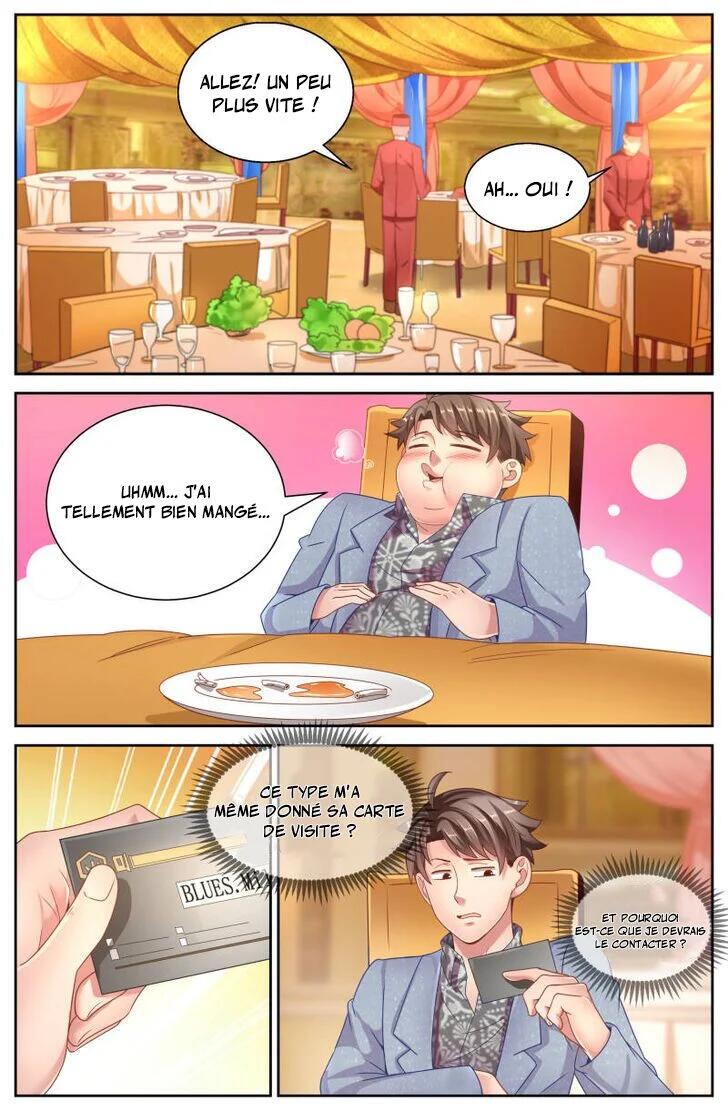 ALLEZ! UN PEU
PLUS VITE !
AH... OUI !
UHMM... J'AI
TELLEMENT BIEN MANGÉ...
CE TYPE M'A
MÊME DONNÉ SA CARTE
DE VISITE ?
BLUES.
ET POURQUOI
EST-CE QUE JE DEVRAIS
LE CONTACTER ?